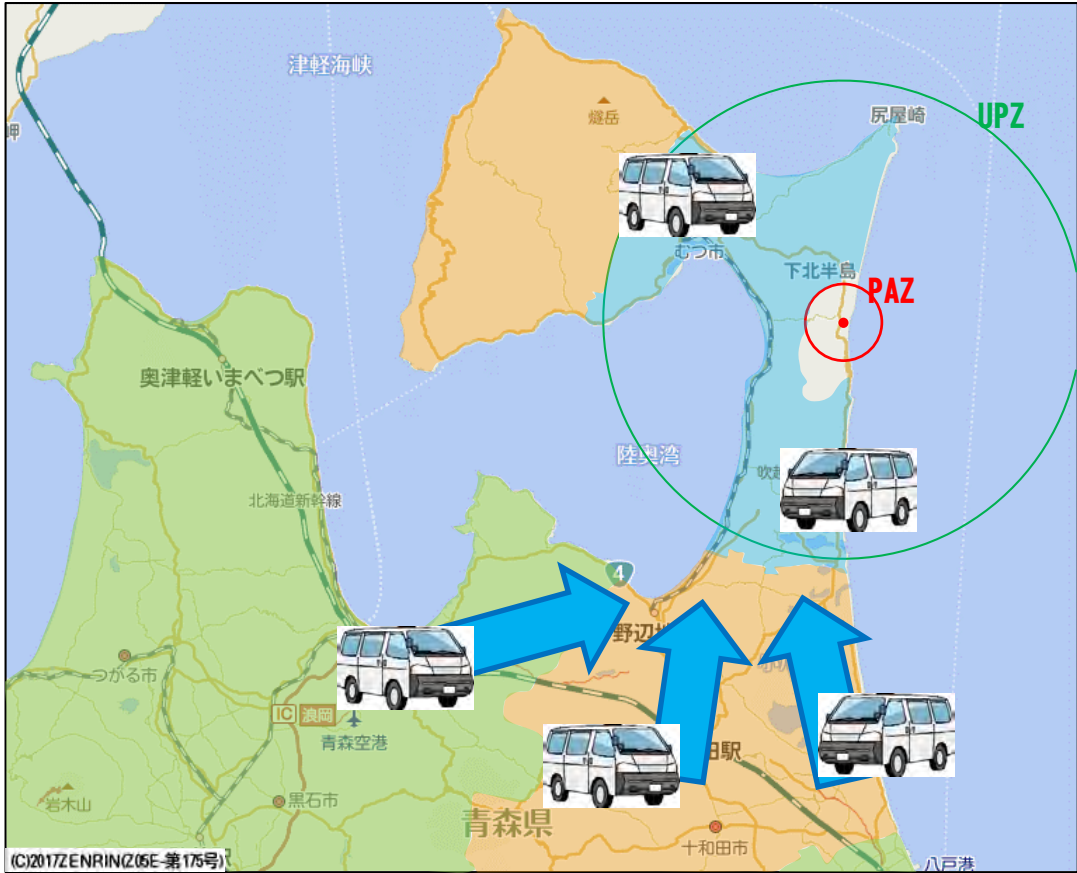 津軽海峡
燧岳
尻屋崎
UPZ
岬
むつ市
下北半島
PAZ
奥津軽いまべつ駅
陸奥湾
吹越
北海道新幹線
4
野辺地
つがる市
IC 浪岡
青森空港
田駅
岩木山
黒石市
青森県
十和田市
八戸港
(C)2017ZENRIN(Z05E-第175号)